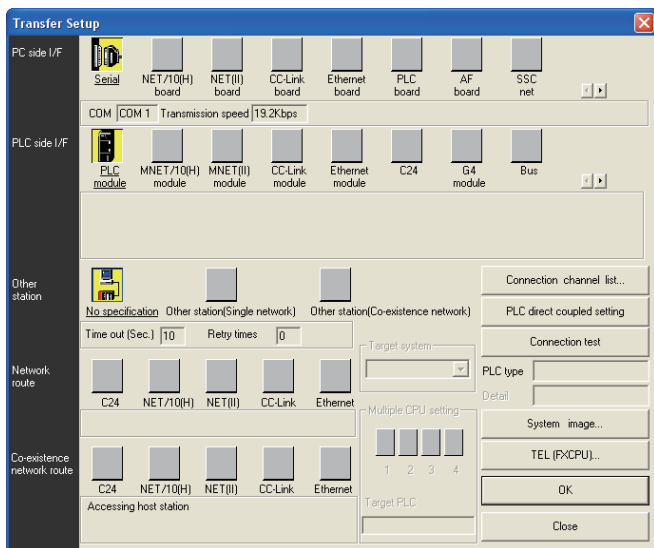 Transfer Setup
PC side I/F
Serial
NET/10(H) board
NET(II) board
CC-Link board
Ethernet board
PLC board
AF board
SSC net
COM COM 1 Transmission speed 19.2Kbps
PLC side I/F
PLC module
MNET/10(H) module
MNET(II) module
CC-Link module
Ethernet module
C24
G4 module
Bus
Other station
No specification
Other station(Single network)
Other station(Co-existence network)
Time out (Sec.) 10 Retry times 0
Connection channel list...
PLC direct coupled setting
Connection test
Target system
PLC type
Detail
Network route
C24 NET/10(H) NET(II) CC-Link Ethernet
Multiple CPU setting
1 2 3 4
Target PLC
System image...
TEL (FXCPU)...
OK
Close
Co-existence network route
C24 NET/10(H) NET(II) CC-Link Ethernet
Accessing host station